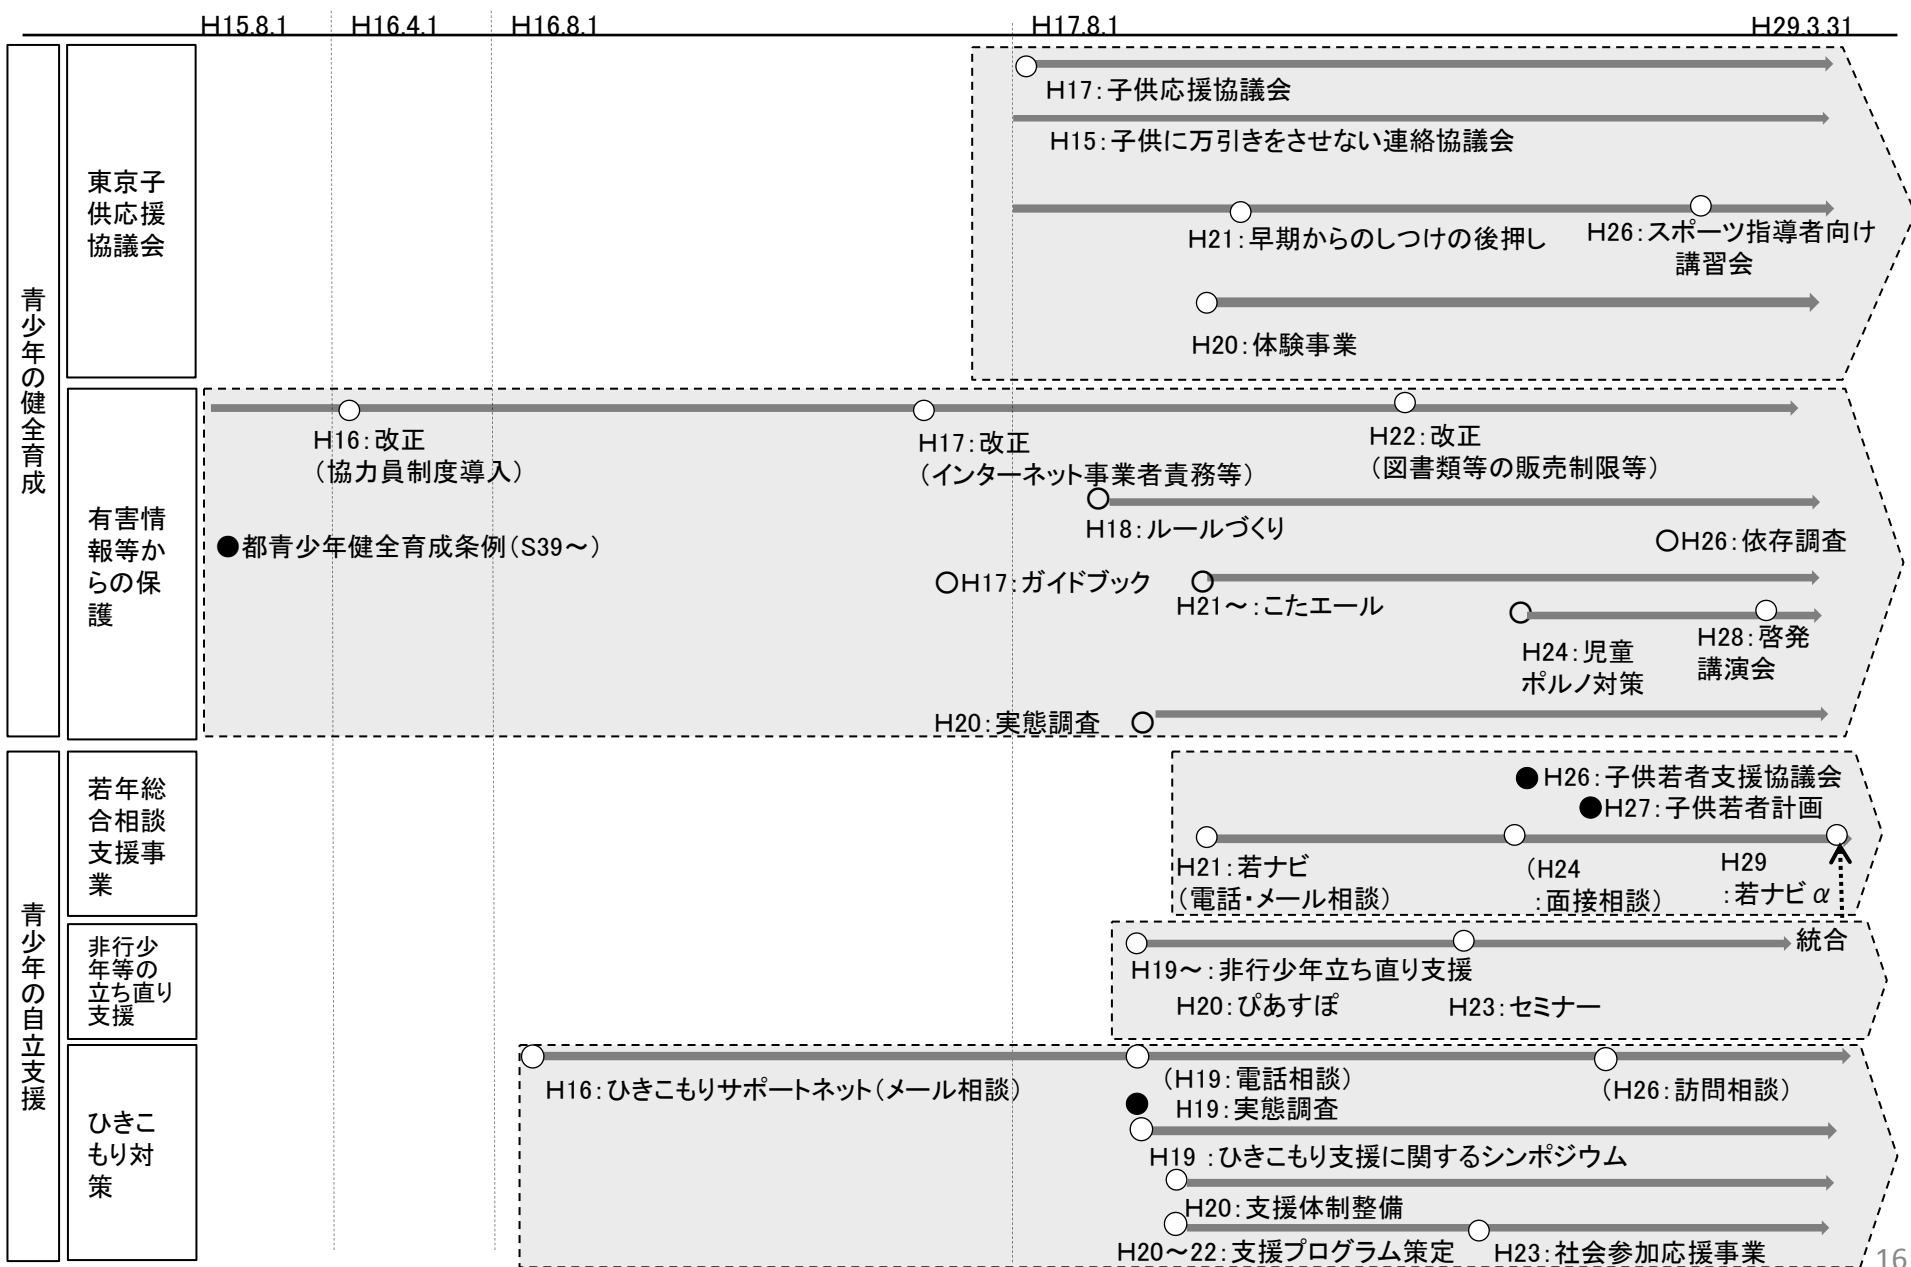 H15.8.1
H16.4.1
H16.8.1
H17.8.1
H29.3.31
青少年の健全育成
東京子
供応援
協議会
H17：子供応援協議会
H15：子供に万引きをさせない連絡協議会
H21：早期からのしつけの後押し
H26：スポーツ指導者向け
講習会
H20：体験事業
有害情
報等か
らの保
護
H16：改正
（協力員制度導入）
H17：改正
（インターネット事業者責務等）
H22：改正
（図書類等の販売制限等）
H18：ルールづくり
●都青少年健全育成条例（S39～）
○H26：依存調査
○H17：ガイドブック
H21～：こたエール
H24：児童
ポルノ対策
H28：啓発
講演会
H20：実態調査
青少年の自立支援
若年総
合相談
支援事
業
●H26：子供若者支援協議会
●H27：子供若者計画
H21：若ナビ
（電話・メール相談）
（H24
：面接相談）
H29
：若ナビα
非行少
年等の
立ち直り
支援
統合
H19～：非行少年立ち直り支援
H20：ぴあすぽ
H23：セミナー
ひきこ
もり対
策
H16：ひきこもりサポートネット（メール相談）
（H19：電話相談）
（H26：訪問相談）
H19：実態調査
H19：ひきこもり支援に関するシンポジウム
H20：支援体制整備
H20～22：支援プログラム策定
H23：社会参加応援事業
16